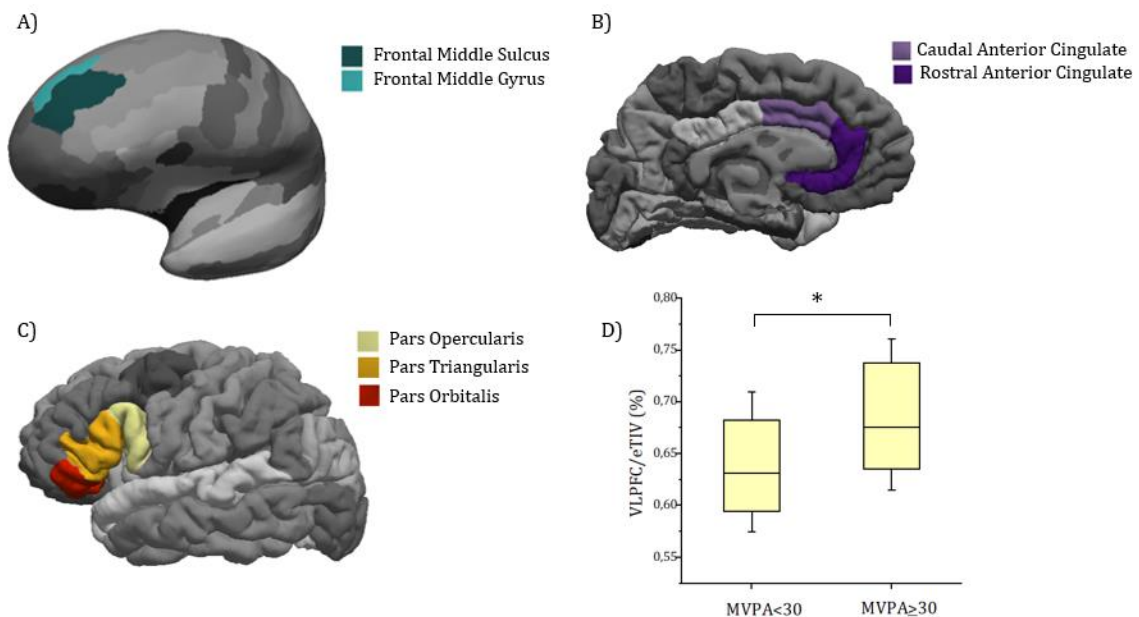 A)
Frontal Middle Sulcus
Frontal Middle Gyrus
B)
Caudal Anterior Cingulate
Rostral Anterior Cingulate
C)
Pars Opercularis
Pars Triangularis
Pars Orbitalis
D)
*
VLPFC/eTIV (%)
0,80
0,75
0,70
0,65
0,60
0,55
MVPA<30
MVPA≥30